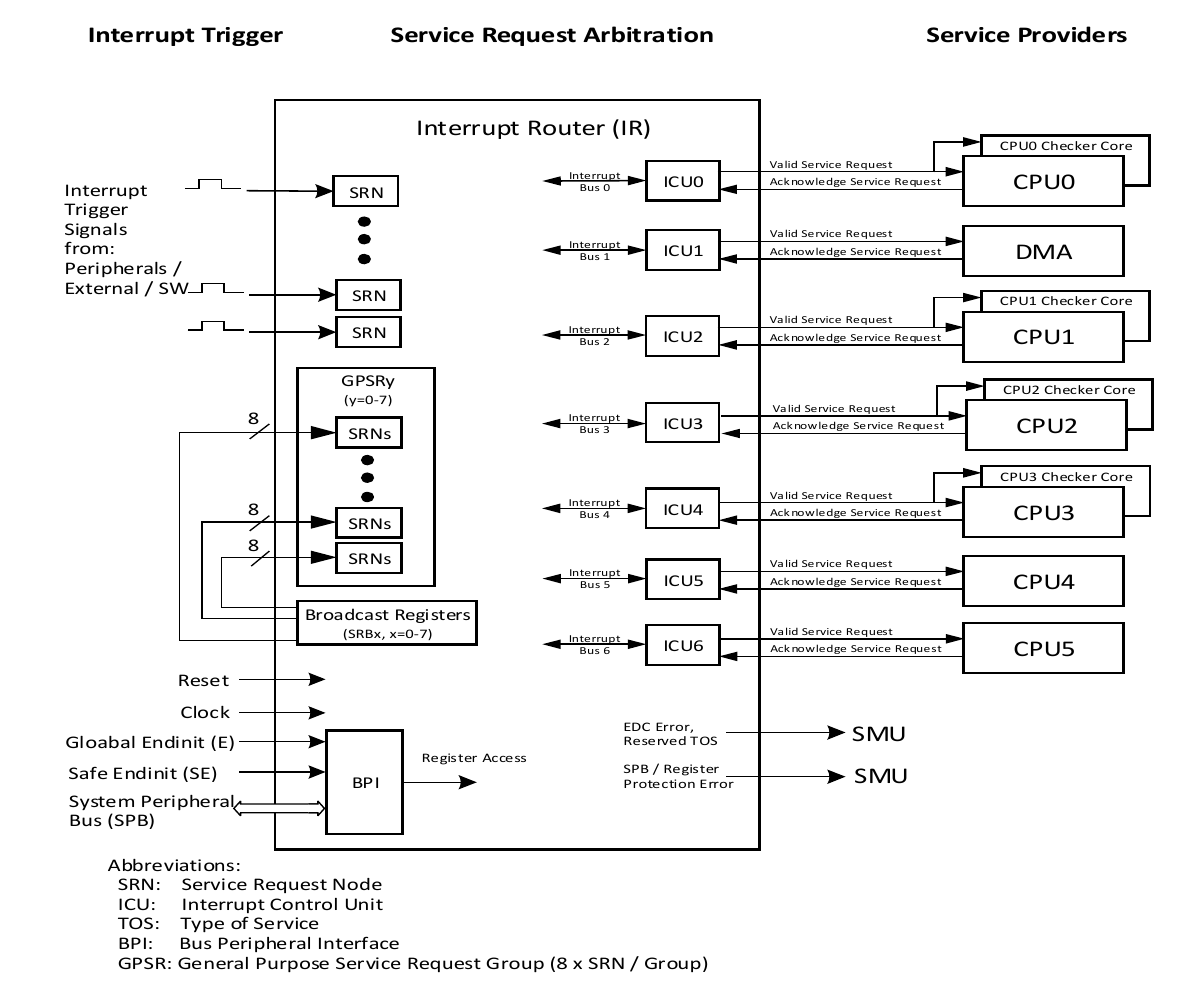 Interrupt Trigger
Service Request Arbitration
Service Providers
Interrupt Router (IR)
Interrupt
Trigger
Signals
from:
Peripherals /
External / SW
SRN
SRN
SRN
GPSRy
(y=0-7)
8
SRNs
8
SRNs
8
SRNs
Broadcast Registers
(SRBx, x=0-7)
Reset
Clock
Gloabal Endinit (E)
Safe Endinit (SE)
System Peripheral
Bus (SPB)
BPI
Register Access
Interrupt
Bus 0
ICU0
Valid Service Request
Acknowledge Service Request
CPU0 Checker Core
CPU0
Interrupt
Bus 1
ICU1
Valid Service Request
Acknowledge Service Request
DMA
Interrupt
Bus 2
ICU2
Valid Service Request
Acknowledge Service Request
CPU1 Checker Core
CPU1
Interrupt
Bus 3
ICU3
Valid Service Request
Acknowledge Service Request
CPU2 Checker Core
CPU2
Interrupt
Bus 4
ICU4
Valid Service Request
Acknowledge Service Request
CPU3 Checker Core
CPU3
Interrupt
Bus 5
ICU5
Valid Service Request
Acknowledge Service Request
CPU4
Interrupt
Bus 6
ICU6
Valid Service Request
Acknowledge Service Request
CPU5
EDC Error,
Reserved TOS
SMU
SPB / Register
Protection Error
SMU
Abbreviations:
SRN: Service Request Node
ICU: Interrupt Control Unit
TOS: Type of Service
BPI: Bus Peripheral Interface
GPSR: General Purpose Service Request Group (8 x SRN / Group)